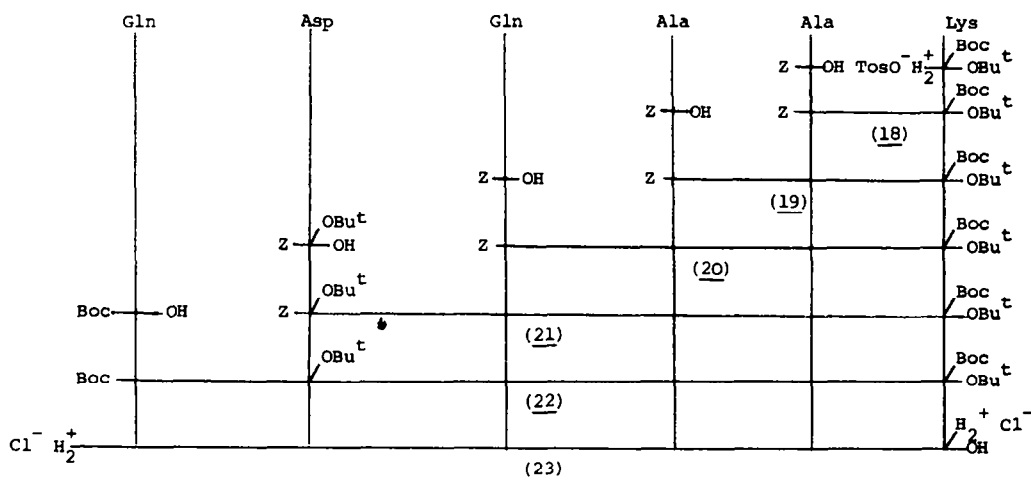 Gln Asp Gln Ala Ala Lys
Boc
Z OH TosO⁻ H₂⁺ OBuᵗ
Boc
Z OH Z OBuᵗ
(18)
Boc
Z OH Z OBuᵗ
(19)
OBuᵗ Boc
Z OH Z OBuᵗ
(20)
OBuᵗ Boc
Boc OH Z OBuᵗ
(21)
OBuᵗ Boc
Boc OBuᵗ
(22)
H₂⁺ Cl⁻
Cl⁻ H₂⁺ OH
(23)